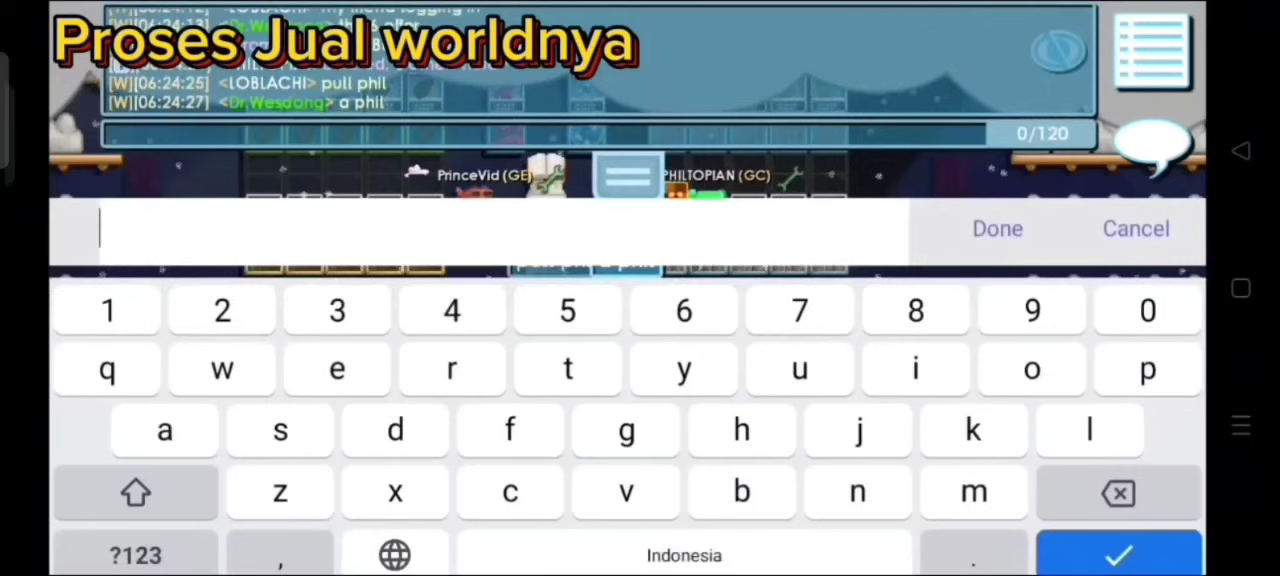 Proses Jual worldnya
[W][06:24:25] <LOBLACHI> pull phil
[W][06:24:27] <Dr.Wesdong> a phil
0/120
PrinceVid (GE)
PHILTOPIAN (GC)
Done Cancel
1 2 3 4 5 6 7 8 9 0
q w e r t y u i o p
a s d f g h j k l
z x c v b n m
?123 , Indonesia .